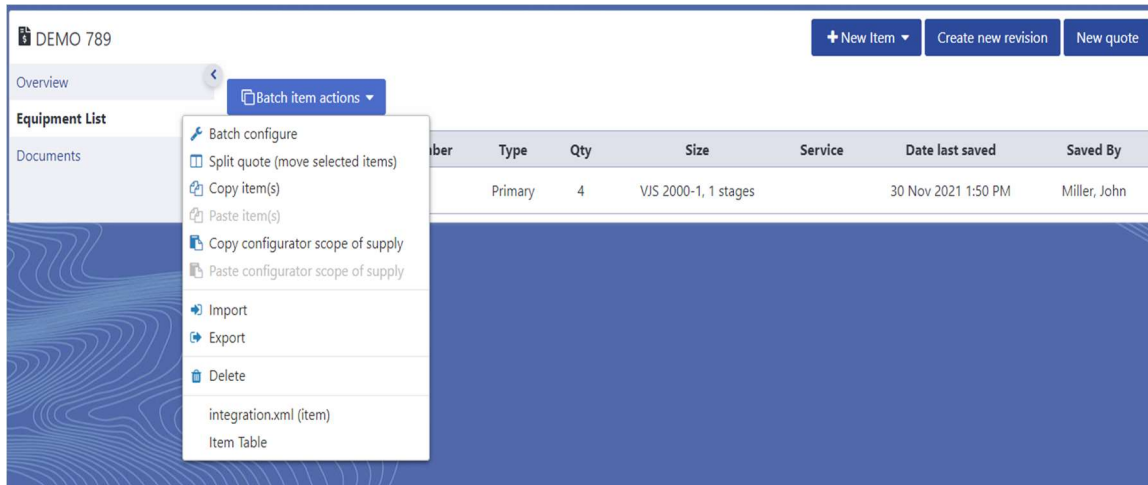 DEMO 789
New Item
Create new revision
New quote
Overview
Equipment List
Documents
Batch item actions
Type Qty Size Service Date last saved Saved By
Primary 4 VJS 2000-1, 1 stages 30 Nov 2021 1:50 PM Miller, John
Batch configure
Split quote (move selected items)
Copy item(s)
Paste item(s)
Copy configurator scope of supply
Paste configurator scope of supply
Import
Export
Delete
integration.xml (item)
Item Table